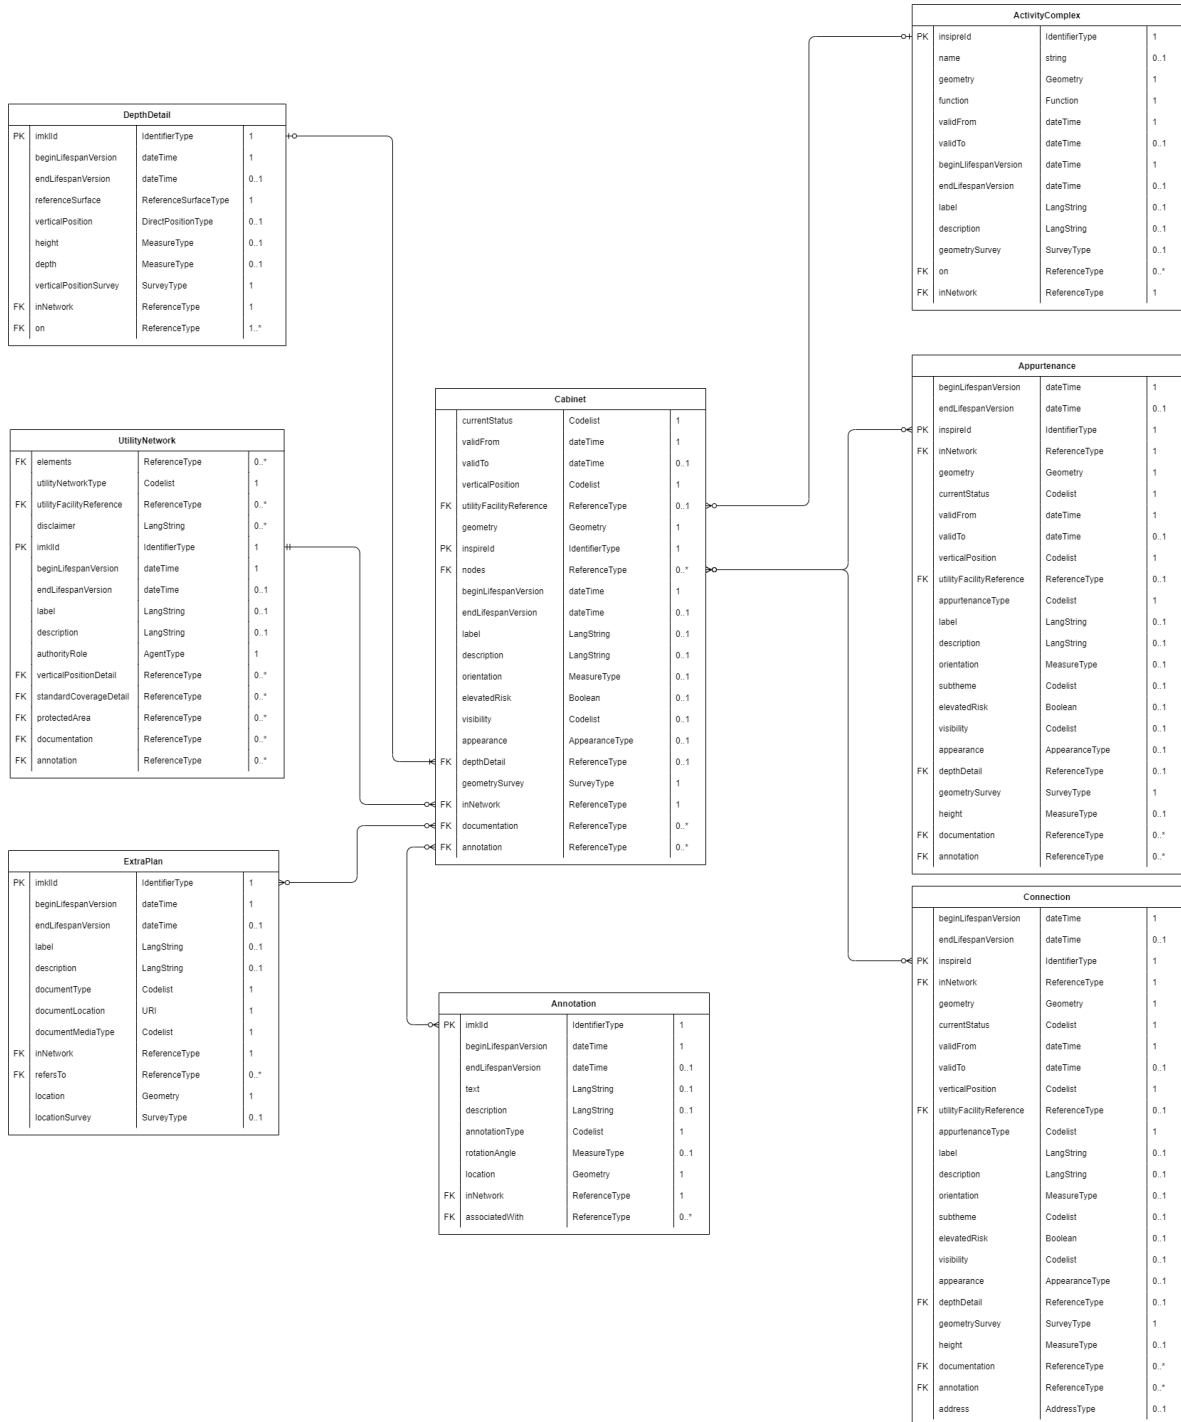 ActivityComplex
PK insipreId IdentifierType 1
name string 0..1
geometry Geometry 1
function Function 1
validFrom dateTime 1
validTo dateTime 0..1
beginLlifespanVersion dateTime 1
endLifespanVersion dateTime 0..1
label LangString 0..1
description LangString 0..1
geometrySurvey SurveyType 0..1
FK on ReferenceType 0..*
FK inNetwork ReferenceType 1
DepthDetail
PK imklId IdentifierType 1
beginLifespanVersion dateTime 1
endLifespanVersion dateTime 0..1
referenceSurface ReferenceSurfaceType 1
verticalPosition DirectPositionType 0..1
height MeasureType 0..1
depth MeasureType 0..1
verticalPositionSurvey SurveyType 1
FK inNetwork ReferenceType 1
FK on ReferenceType 1..*
Appurtenance
beginLifespanVersion dateTime 1
endLifespanVersion dateTime 0..1
PK inspireId IdentifierType 1
FK inNetwork ReferenceType 1
geometry Geometry 1
currentStatus Codelist 1
validFrom dateTime 1
validTo dateTime 0..1
verticalPosition Codelist 1
FK utilityFacilityReference ReferenceType 0..1
appurtenanceType Codelist 1
label LangString 0..1
description LangString 0..1
orientation MeasureType 0..1
subtheme Codelist 0..1
elevatedRisk Boolean 0..1
visibility Codelist 0..1
appearance AppearanceType 0..1
FK depthDetail ReferenceType 0..1
geometrySurvey SurveyType 1
height MeasureType 0..1
FK documentation ReferenceType 0..*
FK annotation ReferenceType 0..*
Cabinet
currentStatus Codelist 1
validFrom dateTime 1
validTo dateTime 0..1
verticalPosition Codelist 1
FK utilityFacilityReference ReferenceType 0..1
geometry Geometry 1
PK inspireId IdentifierType 1
FK nodes ReferenceType 0..*
beginLifespanVersion dateTime 1
endLifespanVersion dateTime 0..1
label LangString 0..1
description LangString 0..1
orientation MeasureType 0..1
elevatedRisk Boolean 0..1
visibility Codelist 0..1
appearance AppearanceType 0..1
FK depthDetail ReferenceType 0..1
geometrySurvey SurveyType 1
FK inNetwork ReferenceType 1
FK documentation ReferenceType 0..*
FK annotation ReferenceType 0..*
UtilityNetwork
FK elements ReferenceType 0..*
utilityNetworkType Codelist 1
FK utilityFacilityReference ReferenceType 0..*
disclaimer LangString 0..*
PK imklId IdentifierType 1
beginLifespanVersion dateTime 1
endLifespanVersion dateTime 0..1
label LangString 0..1
description LangString 0..1
authorityRole AgentType 1
FK verticalPositionDetail ReferenceType 0..*
FK standardCoverageDetail ReferenceType 0..*
FK protectedArea ReferenceType 0..*
FK documentation ReferenceType 0..*
FK annotation ReferenceType 0..*
ExtraPlan
PK imklId IdentifierType 1
beginLifespanVersion dateTime 1
endLifespanVersion dateTime 0..1
label LangString 0..1
description LangString 0..1
documentType Codelist 1
documentLocation URI 1
documentMediaType Codelist 1
FK inNetwork ReferenceType 1
FK refersTo ReferenceType 0..*
location Geometry 1
locationSurvey SurveyType 0..1
Connection
beginLifespanVersion dateTime 1
endLifespanVersion dateTime 0..1
PK inspireId IdentifierType 1
FK inNetwork ReferenceType 1
geometry Geometry 1
currentStatus Codelist 1
validFrom dateTime 1
validTo dateTime 0..1
verticalPosition Codelist 1
FK utilityFacilityReference ReferenceType 0..1
appurtenanceType Codelist 1
label LangString 0..1
description LangString 0..1
orientation MeasureType 0..1
subtheme Codelist 0..1
elevatedRisk Boolean 0..1
visibility Codelist 0..1
appearance AppearanceType 0..1
FK depthDetail ReferenceType 0..1
geometrySurvey SurveyType 1
height MeasureType 0..1
FK documentation ReferenceType 0..*
FK annotation ReferenceType 0..*
address AddressType 0..1
Annotation
PK imklId IdentifierType 1
beginLifespanVersion dateTime 1
endLifespanVersion dateTime 0..1
text LangString 0..1
description LangString 0..1
annotationType Codelist 1
rotationAngle MeasureType 0..1
location Geometry 1
FK inNetwork ReferenceType 1
FK associatedWith ReferenceType 0..*